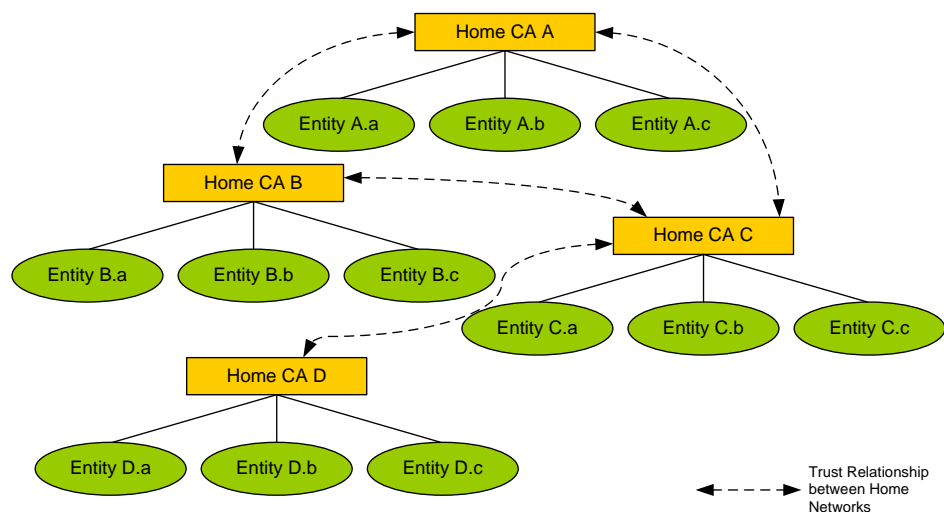 Home CA A
Entity A.a
Entity A.b
Entity A.c
Home CA B
Home CA C
Entity B.a
Entity B.b
Entity B.c
Entity C.a
Entity C.b
Entity C.c
Home CA D
Entity D.a
Entity D.b
Entity D.c
Trust Relationship
between Home
Networks